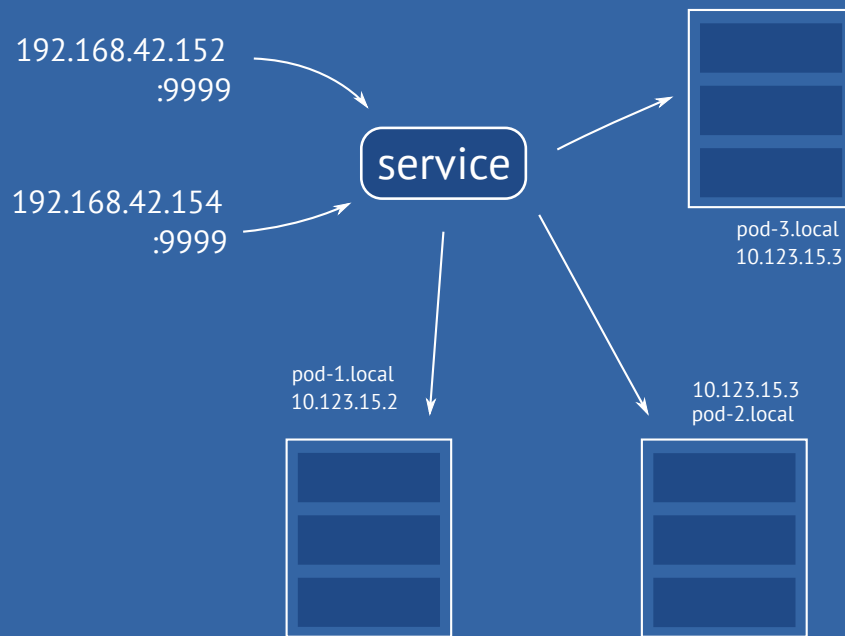 192.168.42.152
:9999
192.168.42.154
:9999
service
pod-3.local
10.123.15.3
pod-1.local
10.123.15.2
10.123.15.3
pod-2.local